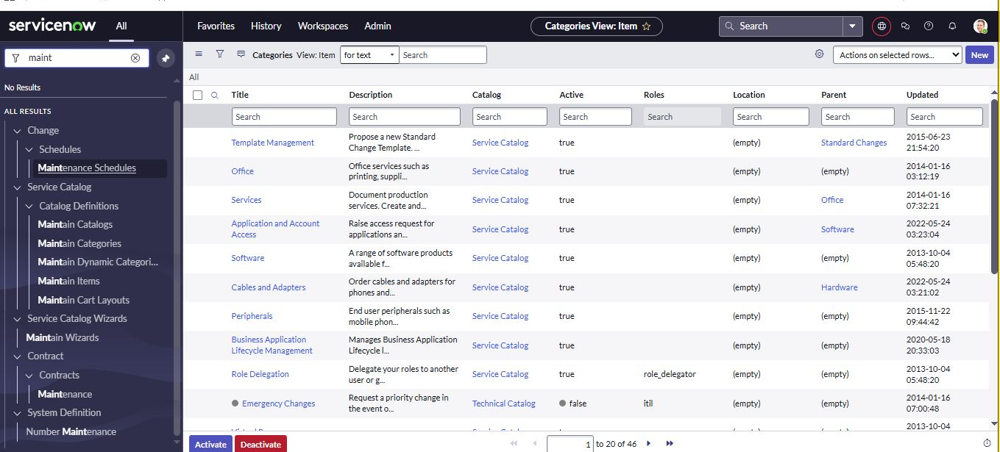 servicenow All Favorites History Workspaces Admin Categories View: Item Search
maint Categories View: Item for text Search Actions on selected rows... New
No Results
ALL RESULTS
Change
Schedules
Maintenance Schedules
Service Catalog
Catalog Definitions
Maintain Catalogs
Maintain Categories
Maintain Dynamic Categori...
Maintain Items
Maintain Cart Layouts
Service Catalog Wizards
Maintain Wizards
Contract
Contracts
Maintenance
System Definition
Number Maintenance
All
Title Description Catalog Active Roles Location Parent Updated
Search Search Search Search Search Search Search Search
Template Management Propose a new Standard Change Template. ... Service Catalog true (empty) Standard Changes 2015-06-23 21:54:20
Office Office services such as printing, suppli... Service Catalog true (empty) (empty) 2014-01-16 03:12:19
Services Document production services. Create and... Service Catalog true (empty) Office 2014-01-16 07:32:21
Application and Account Access Raise access request for applications an... Service Catalog true (empty) Software 2022-05-24 03:23:04
Software A range of software products available f... Service Catalog true (empty) (empty) 2013-10-04 05:48:20
Cables and Adapters Order cables and adapters for phones and... Service Catalog true (empty) Hardware 2022-05-24 03:21:02
Peripherals End user peripherals such as mobile phon... Service Catalog true (empty) (empty) 2015-11-22 09:44:42
Business Application Lifecycle Management Manages Business Application Lifecycle l... Service Catalog true (empty) (empty) 2020-05-18 20:33:03
Role Delegation Delegate your roles to another user or g... Service Catalog true role_delegator (empty) (empty) 2013-10-04 05:48:20
Emergency Changes Request a priority change in the event o... Technical Catalog false itil (empty) (empty) 2014-01-16 07:00:48
2013-10-04
Activate Deactivate 1 to 20 of 46